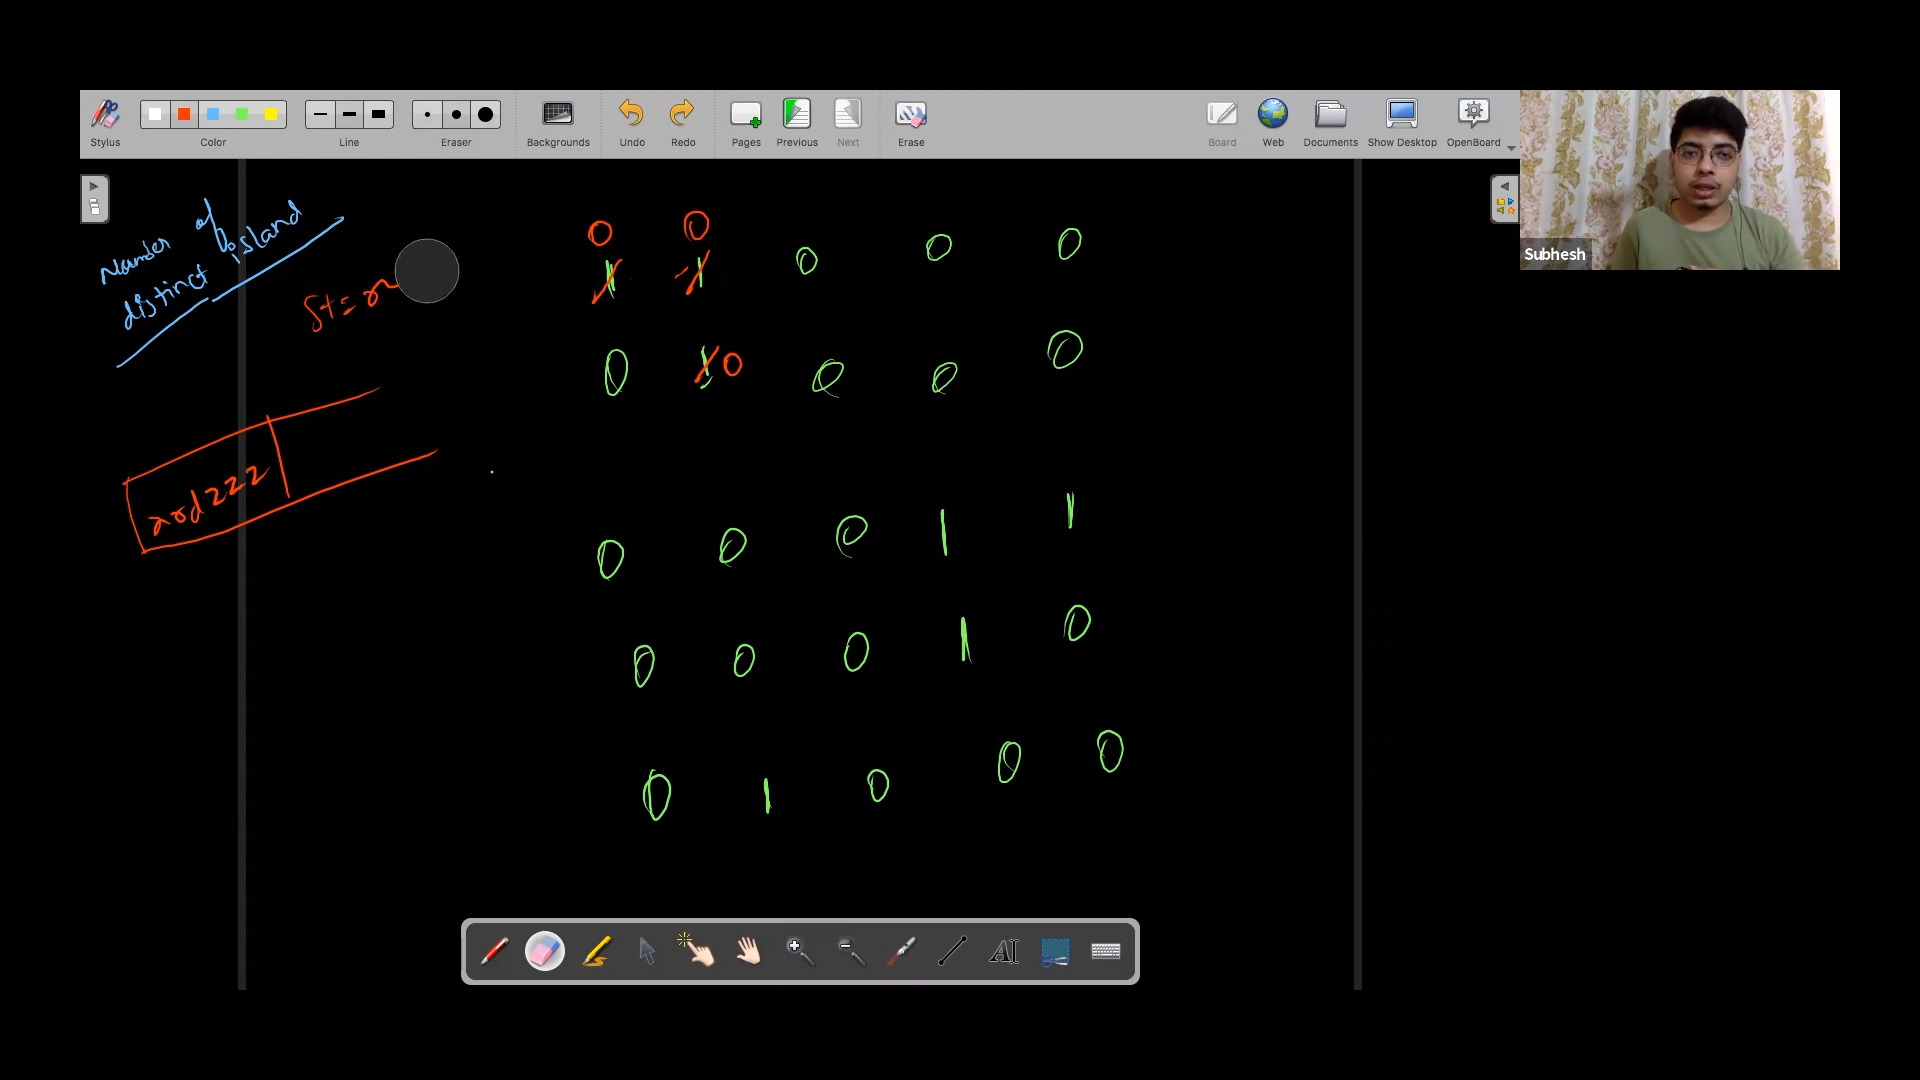 Stylus
Color
Line
Eraser
Backgrounds
Undo
Redo
Pages
Previous
Next
Erase
Board
Web
Documents
Show Desktop
OpenBoard
Subhesh
Number of
distinct island
St=r
xrd222
0 0
1 1 0 0 0
0 1 0 0 0 0
0 0 0 1 1
0 0 0 1 0
0 1 0 0 0
AI